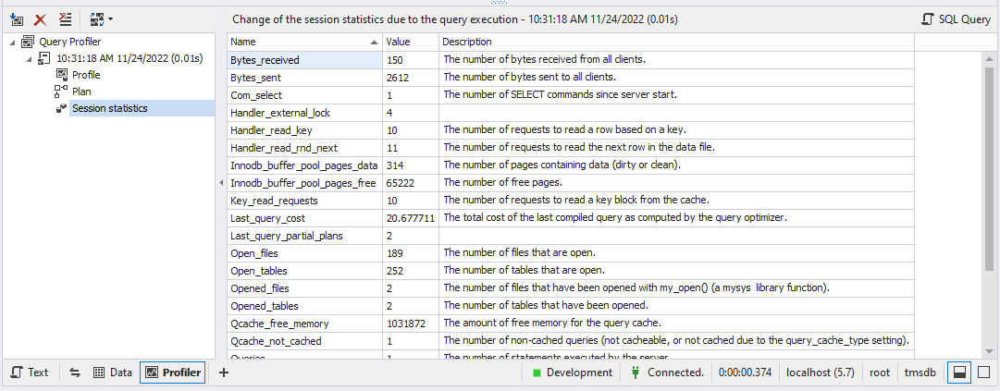 Change of the session statistics due to the query execution - 10:31:18 AM 11/24/2022 (0.01s)
SQL Query
Query Profiler
10:31:18 AM 11/24/2022 (0.01s)
Profile
Plan
Session statistics
Name Value Description
Bytes_received 150 The number of bytes received from all clients.
Bytes_sent 2612 The number of bytes sent to all clients.
Com_select 1 The number of SELECT commands since server start.
Handler_external_lock 4
Handler_read_key 10 The number of requests to read a row based on a key.
Handler_read_rnd_next 11 The number of requests to read the next row in the data file.
Innodb_buffer_pool_pages_data 314 The number of pages containing data (dirty or clean).
Innodb_buffer_pool_pages_free 65222 The number of free pages.
Key_read_requests 10 The number of requests to read a key block from the cache.
Last_query_cost 20.677711 The total cost of the last compiled query as computed by the query optimizer.
Last_query_partial_plans 2
Open_files 189 The number of files that are open.
Open_tables 252 The number of tables that are open.
Opened_files 2 The number of files that have been opened with my_open() (a mysys library function).
Opened_tables 2 The number of tables that have been opened.
Qcache_free_memory 1031872 The amount of free memory for the query cache.
Qcache_not_cached 1 The number of non-cached queries (not cacheable, or not cached due to the query_cache_type setting).
Queries 1 The number of statements executed by the server
Text Data Profiler Development Connected. 0:00:00.374 localhost (5.7) root tmsdb